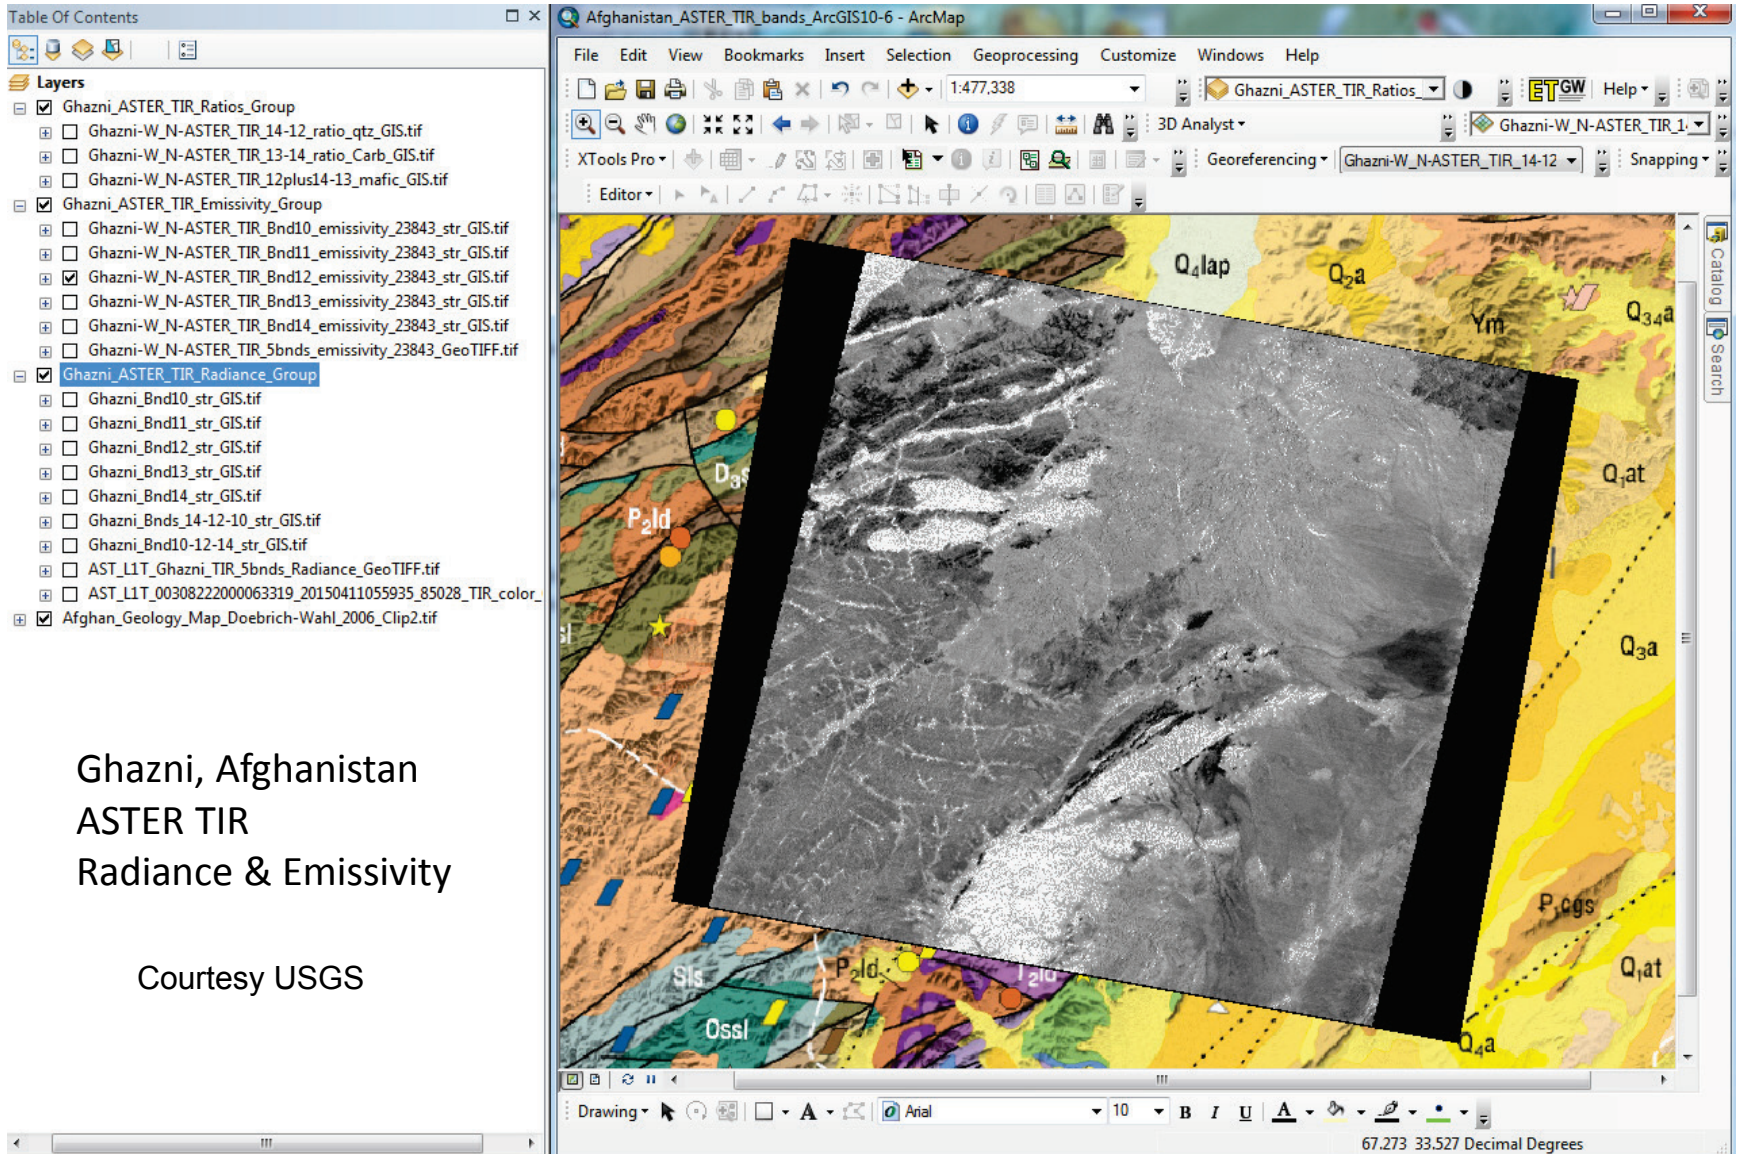 Table Of Contents
Layers
Ghazni_ASTER_TIR_Ratios_Group
Ghazni-W_N-ASTER_TIR_14-12_ratio_qtz_GIS.tif
Ghazni-W_N-ASTER_TIR_13-14_ratio_Carb_GIS.tif
Ghazni-W_N-ASTER_TIR_12plus14-13_mafic_GIS.tif
Ghazni_ASTER_TIR_Emissivity_Group
Ghazni-W_N-ASTER_TIR_Bnd10_emissivity_23843_str_GIS.tif
Ghazni-W_N-ASTER_TIR_Bnd11_emissivity_23843_str_GIS.tif
Ghazni-W_N-ASTER_TIR_Bnd12_emissivity_23843_str_GIS.tif
Ghazni-W_N-ASTER_TIR_Bnd13_emissivity_23843_str_GIS.tif
Ghazni-W_N-ASTER_TIR_Bnd14_emissivity_23843_str_GIS.tif
Ghazni-W_N-ASTER_TIR_5bnds_emissivity_23843_GeoTIFF.tif
Ghazni_ASTER_TIR_Radiance_Group
Ghazni_Bnd10_str_GIS.tif
Ghazni_Bnd11_str_GIS.tif
Ghazni_Bnd12_str_GIS.tif
Ghazni_Bnd13_str_GIS.tif
Ghazni_Bnd14_str_GIS.tif
Ghazni_Bnds_14-12-10_str_GIS.tif
Ghazni_Bnd10-12-14_str_GIS.tif
AST_L1T_Ghazni_TIR_5bnds_Radiance_GeoTIFF.tif
AST_L1T_00308222000063319_20150411055935_85028_TIR_color_
Afghan_Geology_Map_Doebrich-Wahl_2006_Clip2.tif
Ghazni, Afghanistan
ASTER TIR
Radiance & Emissivity
Courtesy USGS
Afghanistan_ASTER_TIR_bands_ArcGIS10-6 - ArcMap
File Edit View Bookmarks Insert Selection Geoprocessing Customize Windows Help
1:477,338 Ghazni_ASTER_TIR_Ratios_ ET GW Help
3D Analyst Ghazni-W_N-ASTER_TIR_1
XTools Pro Georeferencing Ghazni-W_N-ASTER_TIR_14-12 Snapping
Editor
Catalog
Search
Q₄lap
Q₂a
Q₃₄a
Ym
D₃s
Q₁at
P₂ld
Q₃a
P₁cgs
Sls
P₂ld
T₂ld
Q₁at
Ossl
Q₄a
Drawing A Arial 10 B I U A
67.273 33.527 Decimal Degrees